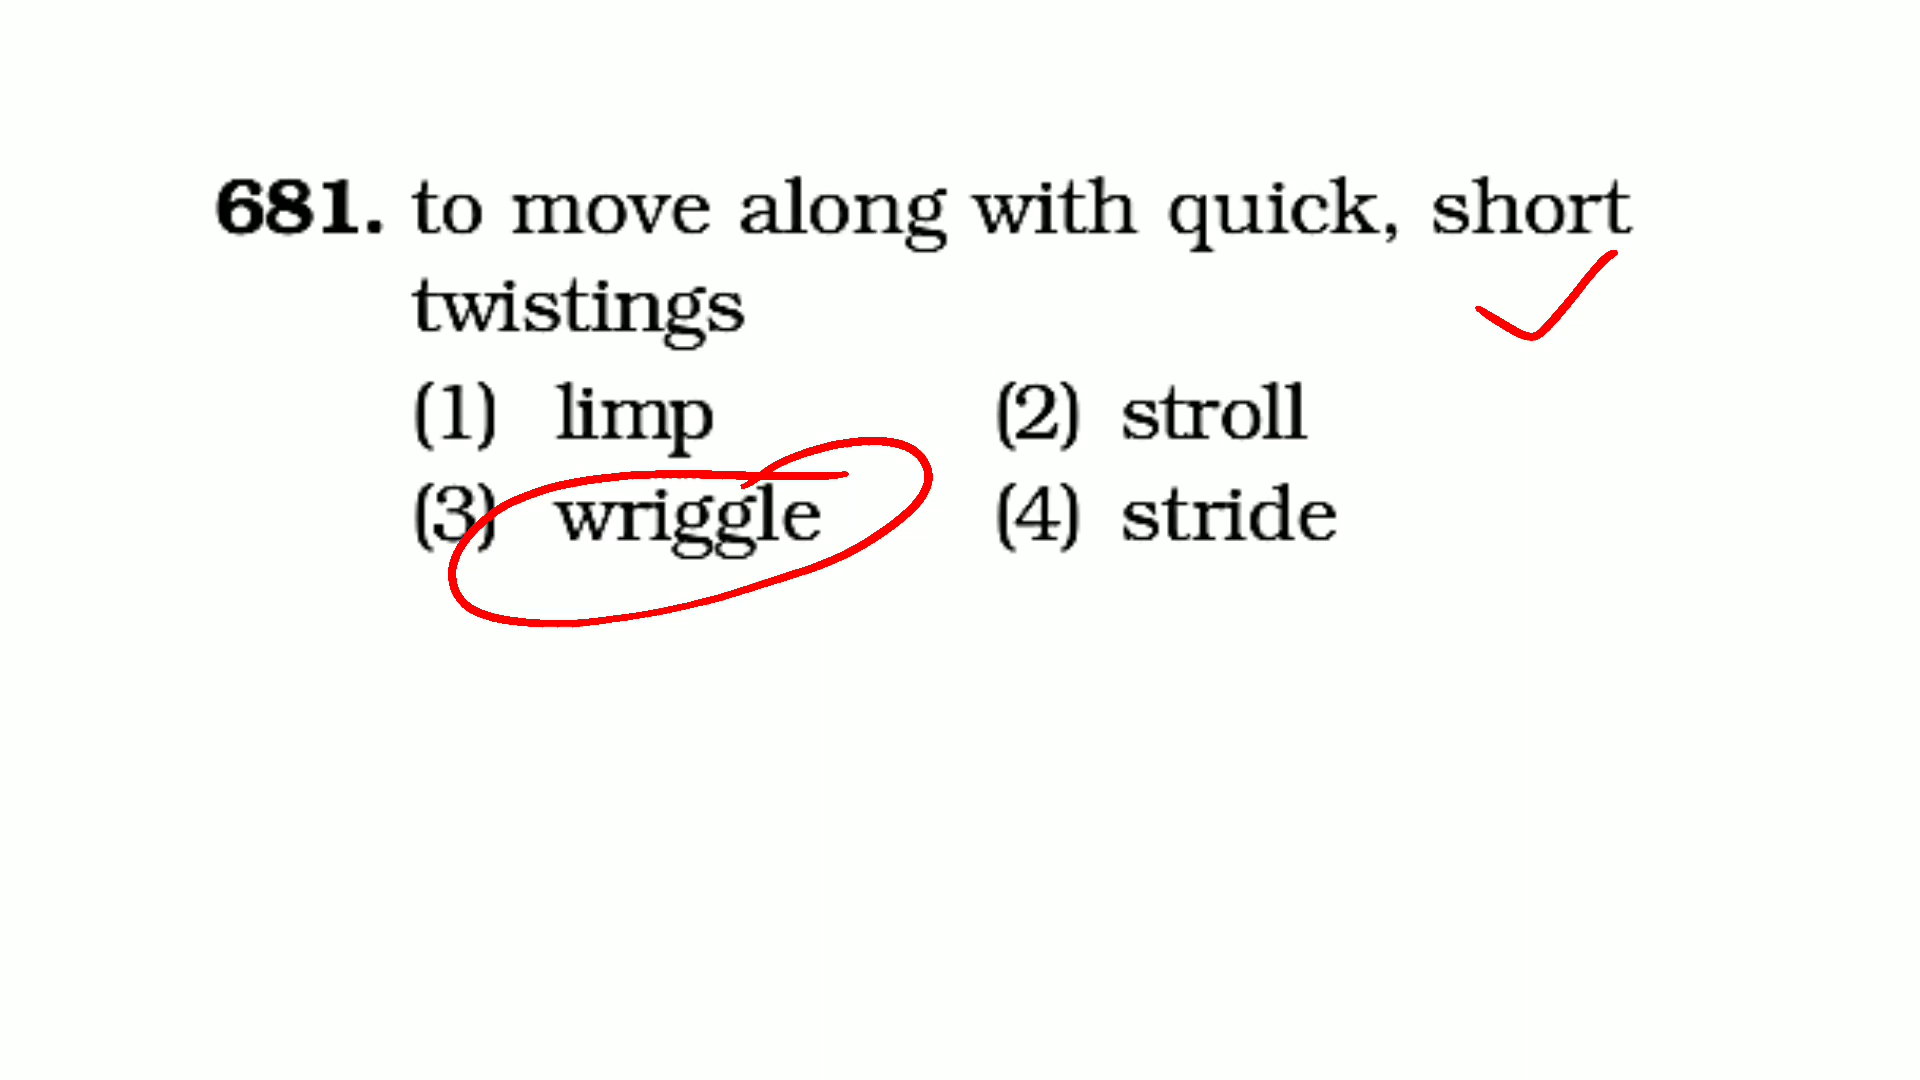 681. to move along with quick, short
twistings
(1) limp (2) stroll
(3) wriggle (4) stride